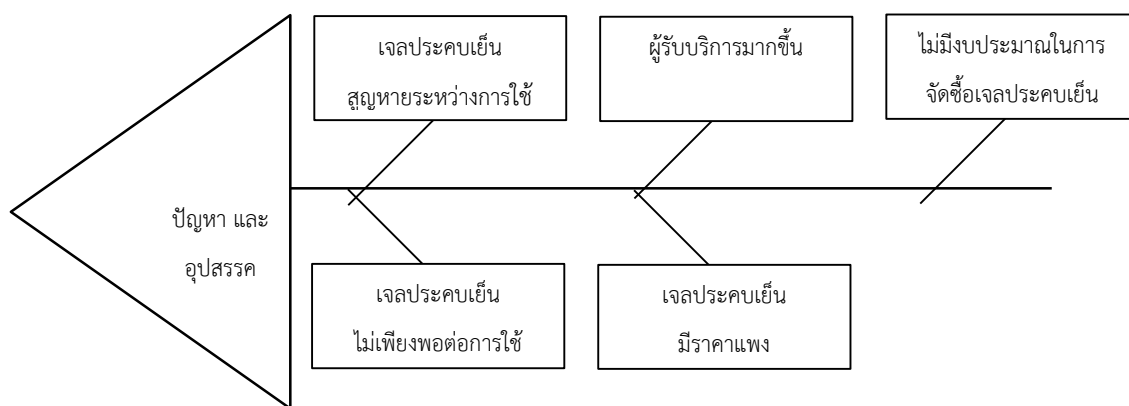 เจลประคบเย็น
สูญหายระหว่างการใช้
ผู้รับบริการมากขึ้น
ไม่มีงบประมาณในการ
จัดซื้อเจลประคบเย็น
ปัญหา และ
อุปสรรค
เจลประคบเย็น
ไม่เพียงพอต่อการใช้
เจลประคบเย็น
มีราคาแพง